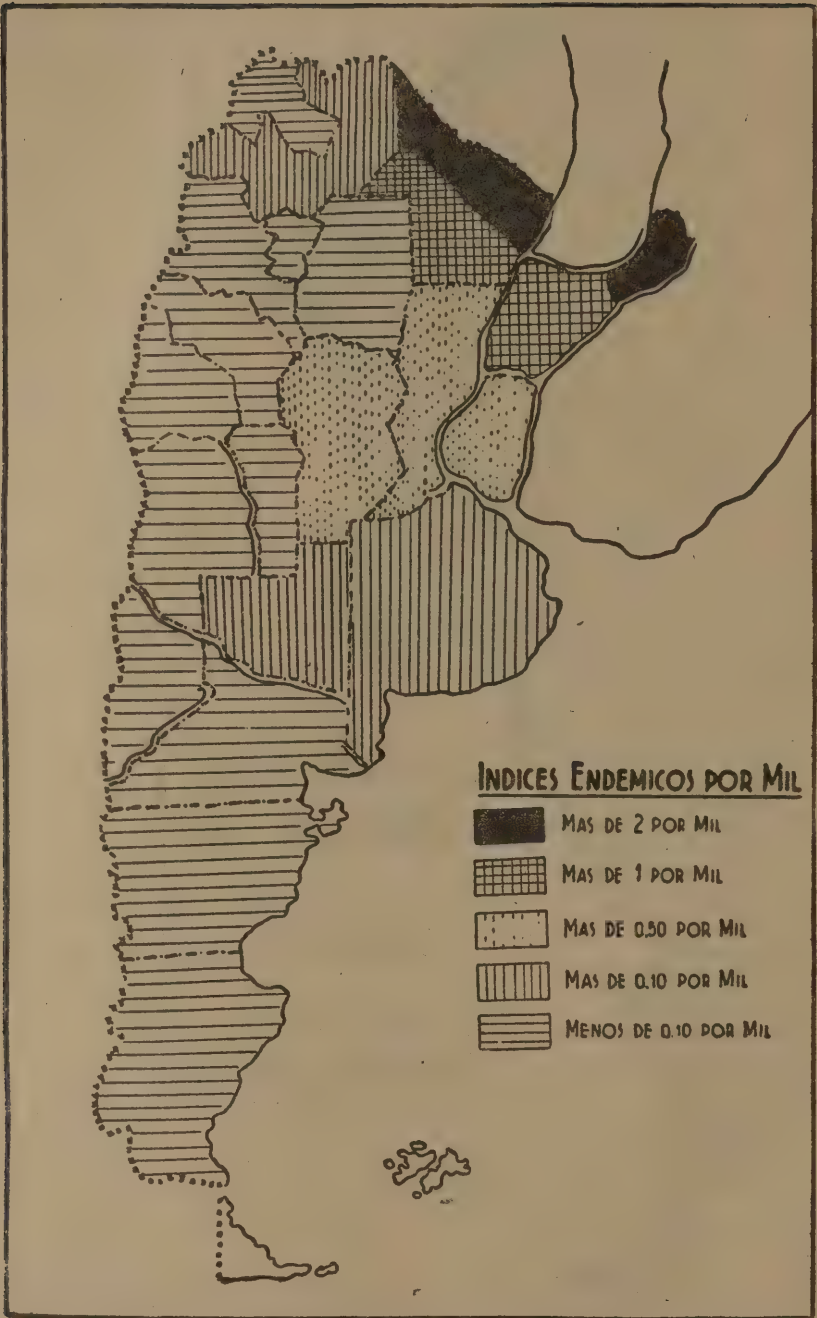 INDICES ENDEMICOS POR MIL
MAS DE 2 POR MIL
MAS DE 1 POR MIL
MAS DE 0,50 POR MIL
MAS DE 0.10 POR MIL
MENOS DE 0.10 POR MIL